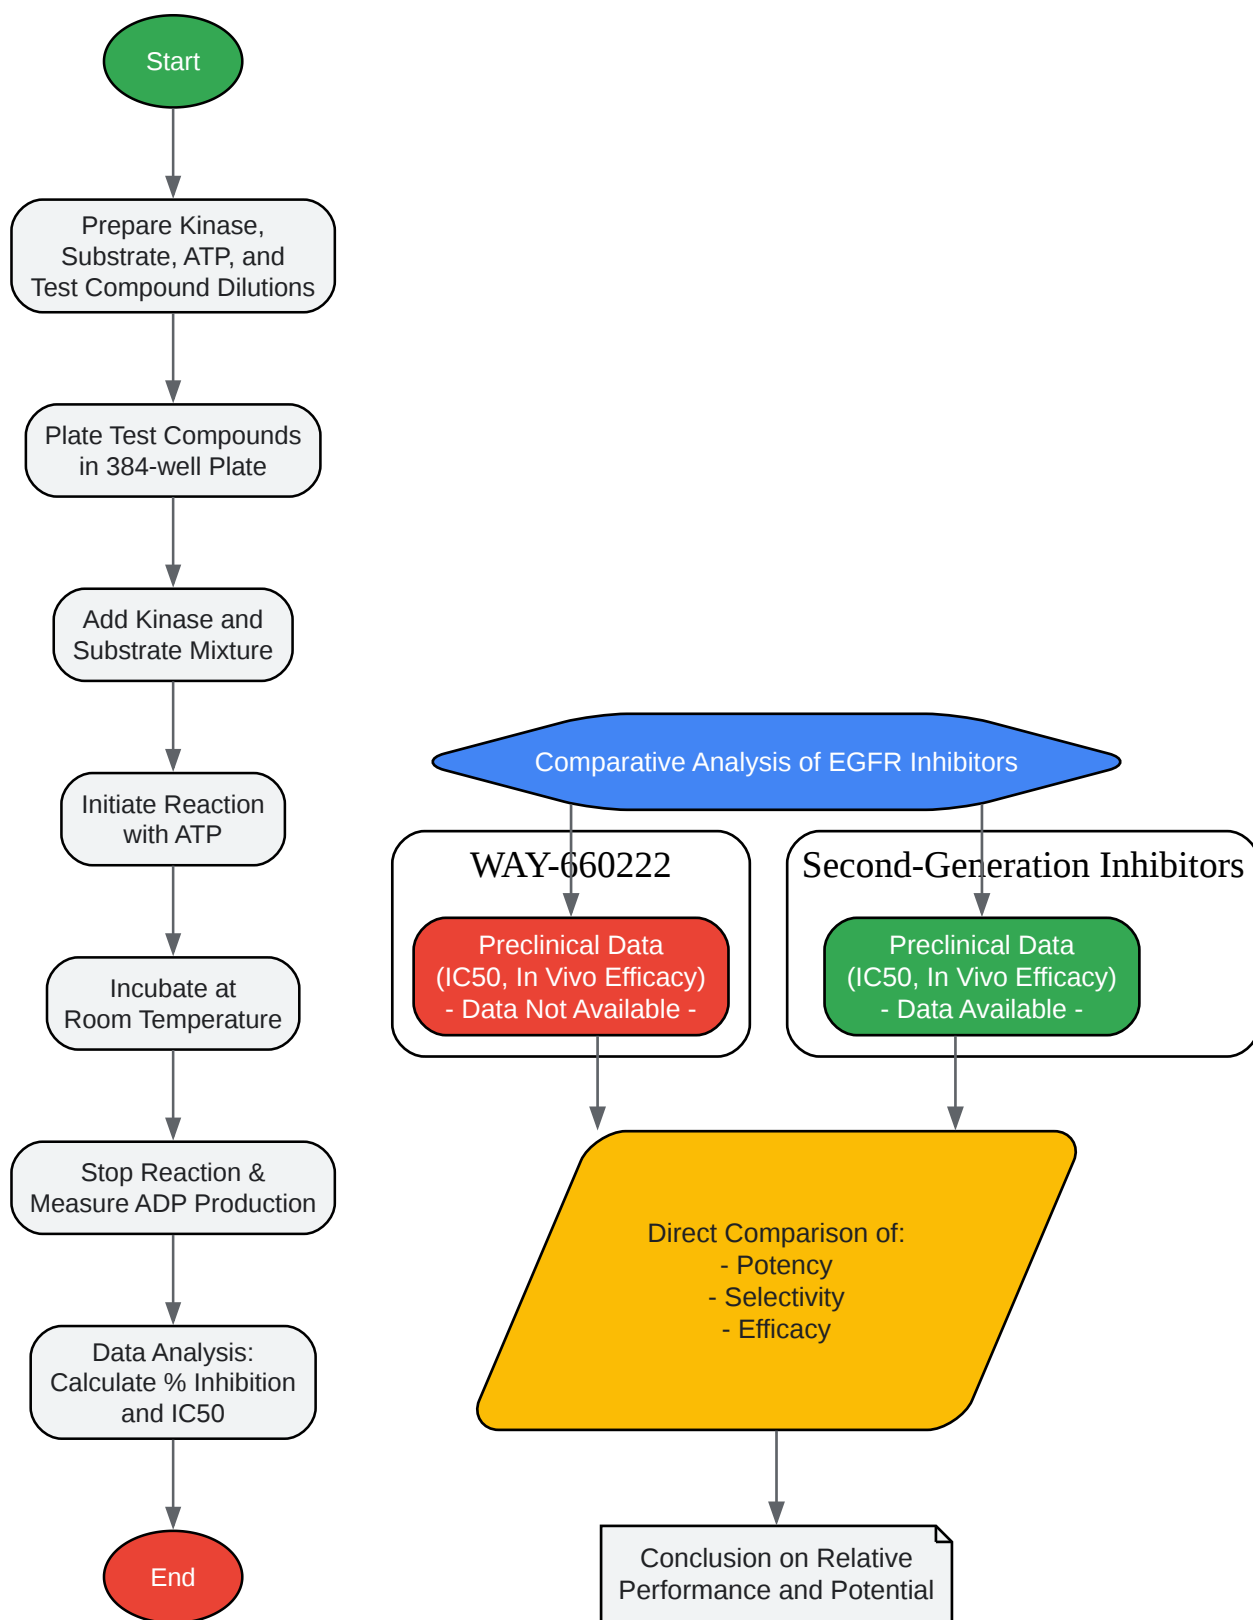 Start
Prepare Kinase,
Substrate, ATP, and
Test Compound Dilutions
Plate Test Compounds
in 384-well Plate
Add Kinase and
Substrate Mixture
Initiate Reaction
with ATP
Incubate at
Room Temperature
Stop Reaction &
Measure ADP Production
Data Analysis:
Calculate % Inhibition
and IC50
End
Comparative Analysis of EGFR Inhibitors
WAY-660222
Preclinical Data
(IC50, In Vivo Efficacy)
- Data Not Available -
Second-Generation Inhibitors
Preclinical Data
(IC50, In Vivo Efficacy)
- Data Available -
Direct Comparison of:
- Potency
- Selectivity
- Efficacy
Conclusion on Relative
Performance and Potential